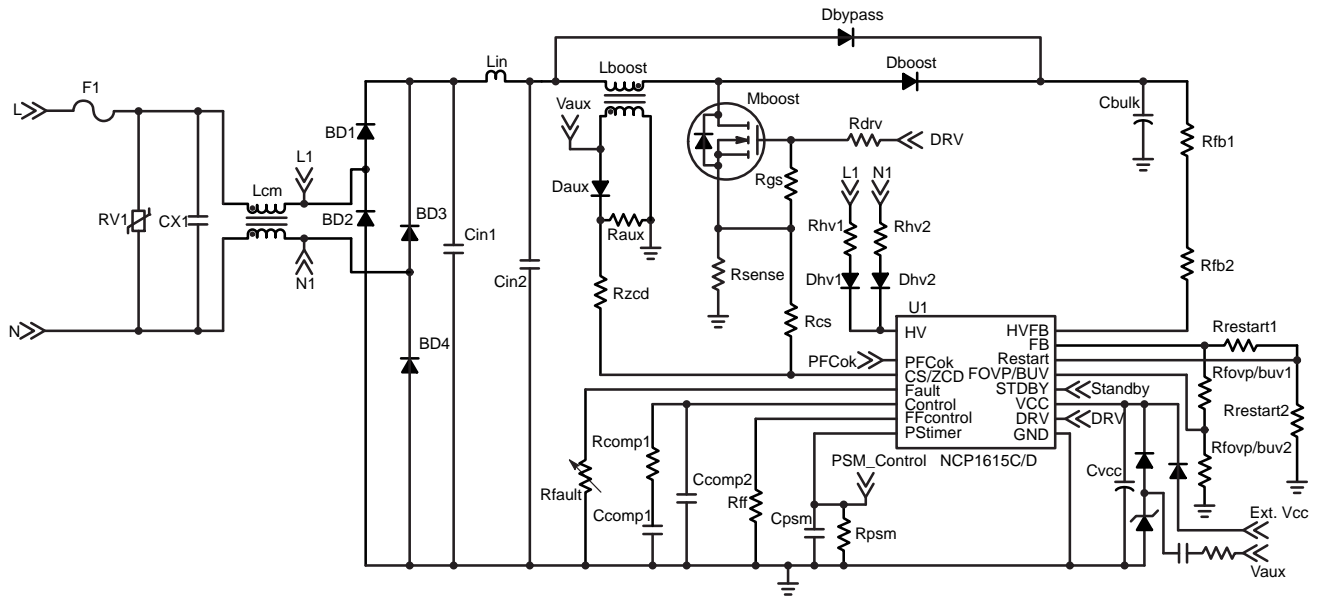 Dbypass
Lin
Lboost
Dboost
F1
L
Vaux
Mboost
Cbulk
BD1
Rdrv
DRV
Rfb1
L1
Lcm
Daux
Rgs
L1
N1
RV1
CX1
BD2
BD3
Raux
Rhv1
Rhv2
Cin1
Cin2
N1
Rsense
Dhv1
Dhv2
Rfb2
Rzcd
U1
Rcs
N
HV
HVFB
Rrestart1
FB
BD4
PFCok
PFCok
Restart
CS/ZCD
FOVP/BUV
Rfovp/buv1
Fault
STDBY
Standby
Control
VCC
Rrestart2
FFcontrol
DRV
DRV
PStimer
GND
Rcomp1
Rfovp/buv2
PSM_Control
NCP1615C/D
Ccomp2
Cvcc
Rfault
Rff
Ccomp1
Cpsm
Rpsm
Ext. Vcc
Vaux